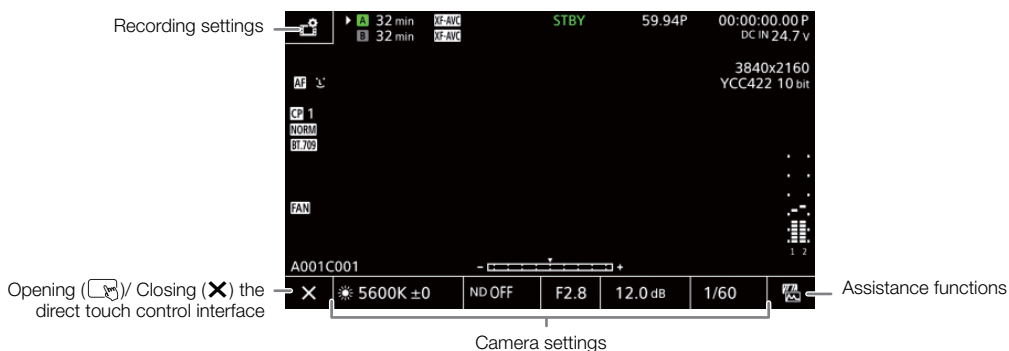 Recording settings
A 32 min XF-AVC STBY 59.94P 00:00:00.00 P
B 32 min XF-AVC DC IN 24.7 V
3840x2160
AF YCC422 10 bit
CP 1
NORM
BT.709
FAN
1 2
A001C001 - +
Opening ( )/ Closing (✕) the
direct touch control interface
✕ 5600K ±0 ND OFF F2.8 12.0 dB 1/60
Assistance functions
Camera settings